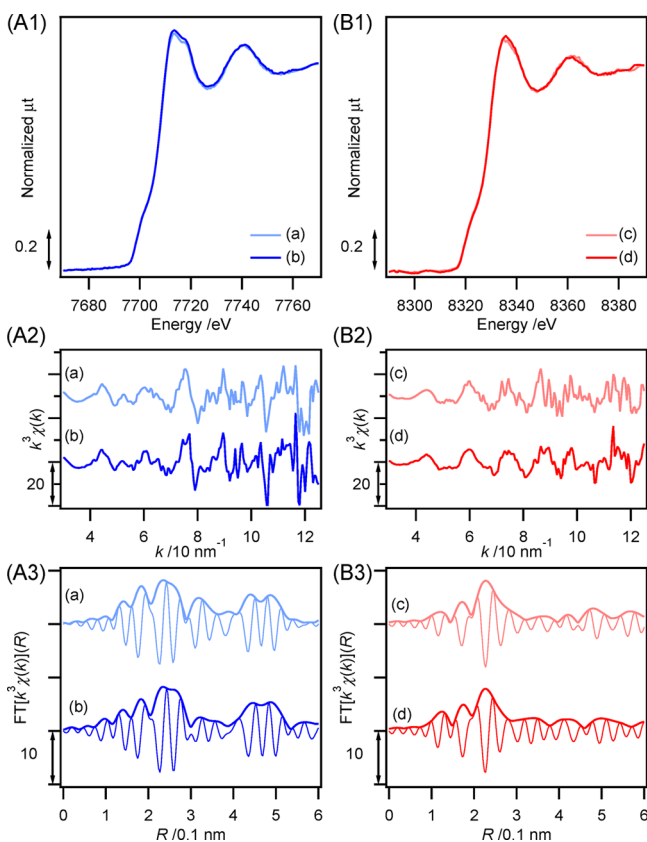 (A1)
(B1)
Normalized μt
Normalized μt
0.2
(a)
(b)
0.2
(c)
(d)
7680 7700 7720 7740 7760
8300 8320 8340 8360 8380
Energy /eV
Energy /eV
(A2)
(B2)
(a)
(c)
k³χ(k)
k³χ(k)
(b)
(d)
20
20
4 6 8 10 12
4 6 8 10 12
k /10 nm⁻¹
k /10 nm⁻¹
(A3)
(B3)
(a)
(c)
FT[k³χ(k)](R)
FT[k³χ(k)](R)
(b)
(d)
10
10
0 1 2 3 4 5 6
0 1 2 3 4 5 6
R /0.1 nm
R /0.1 nm